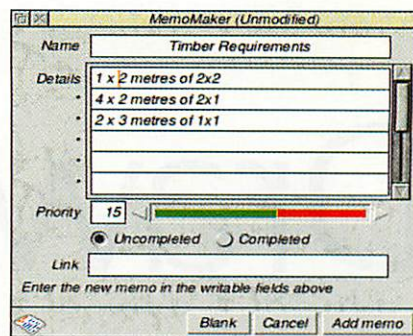 MemoMaker (Unmodified)
Name Timber Requirements
Details 1 x 2 metres of 2x2
4 x 2 metres of 2x1
2 x 3 metres of 1x1
Priority 15
Uncompleted Completed
Link
Enter the new memo in the writable fields above
Blank Cancel Add memo